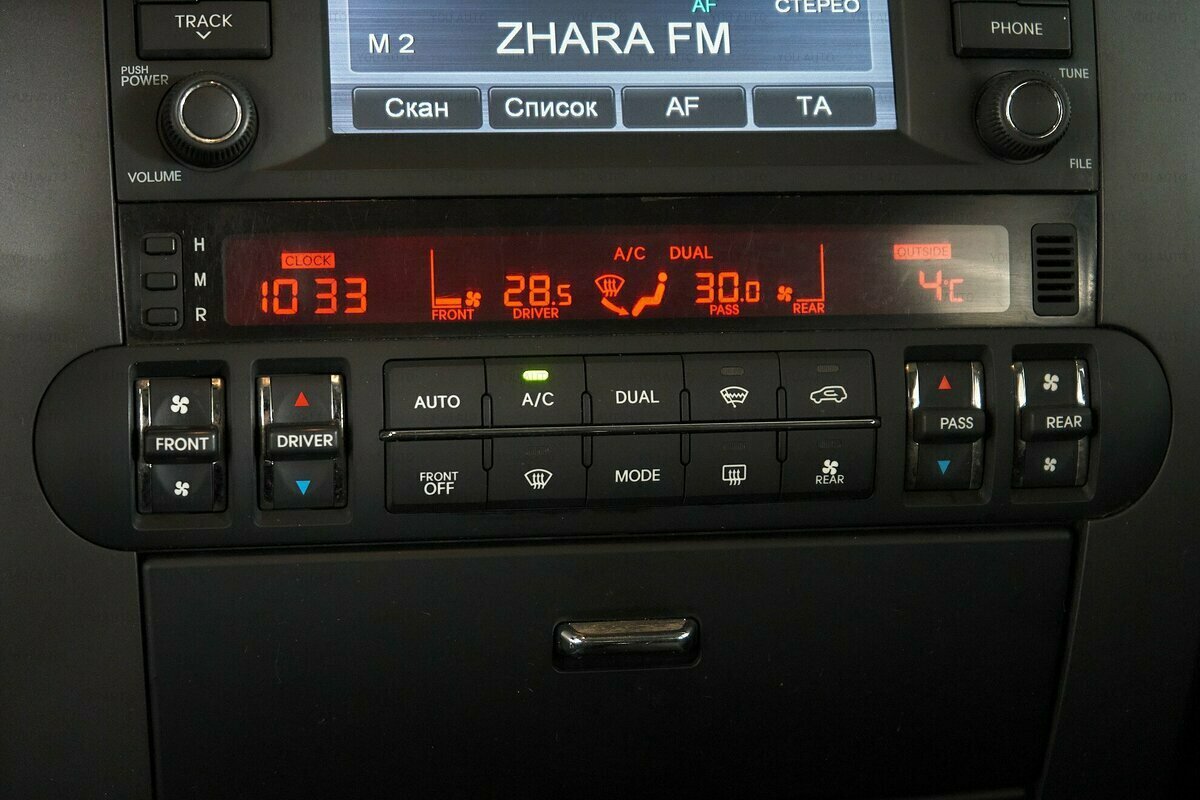 TRACK
AF
СТЕРЕО
PHONE
M 2
ZHARA FM
PUSH
POWER
TUNE
Скан
Список
AF
TA
VOLUME
FILE
H
M
R
CLOCK
10 33
FRONT
28.5
DRIVER
A/C
DUAL
30.0
PASS
REAR
OUTSIDE
4°C
FRONT
DRIVER
AUTO
A/C
DUAL
PASS
REAR
FRONT
OFF
MODE
REAR